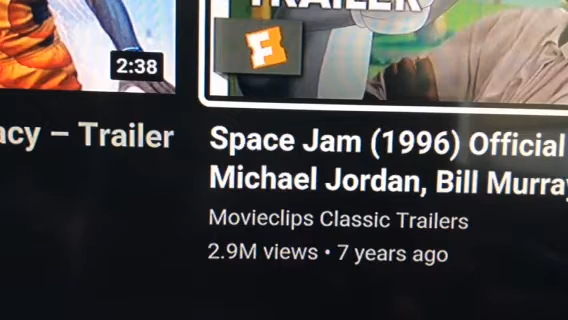 TRAILER
F
2:38
acy – Trailer
Space Jam (1996) Official
Michael Jordan, Bill Murray
Movieclips Classic Trailers
2.9M views • 7 years ago